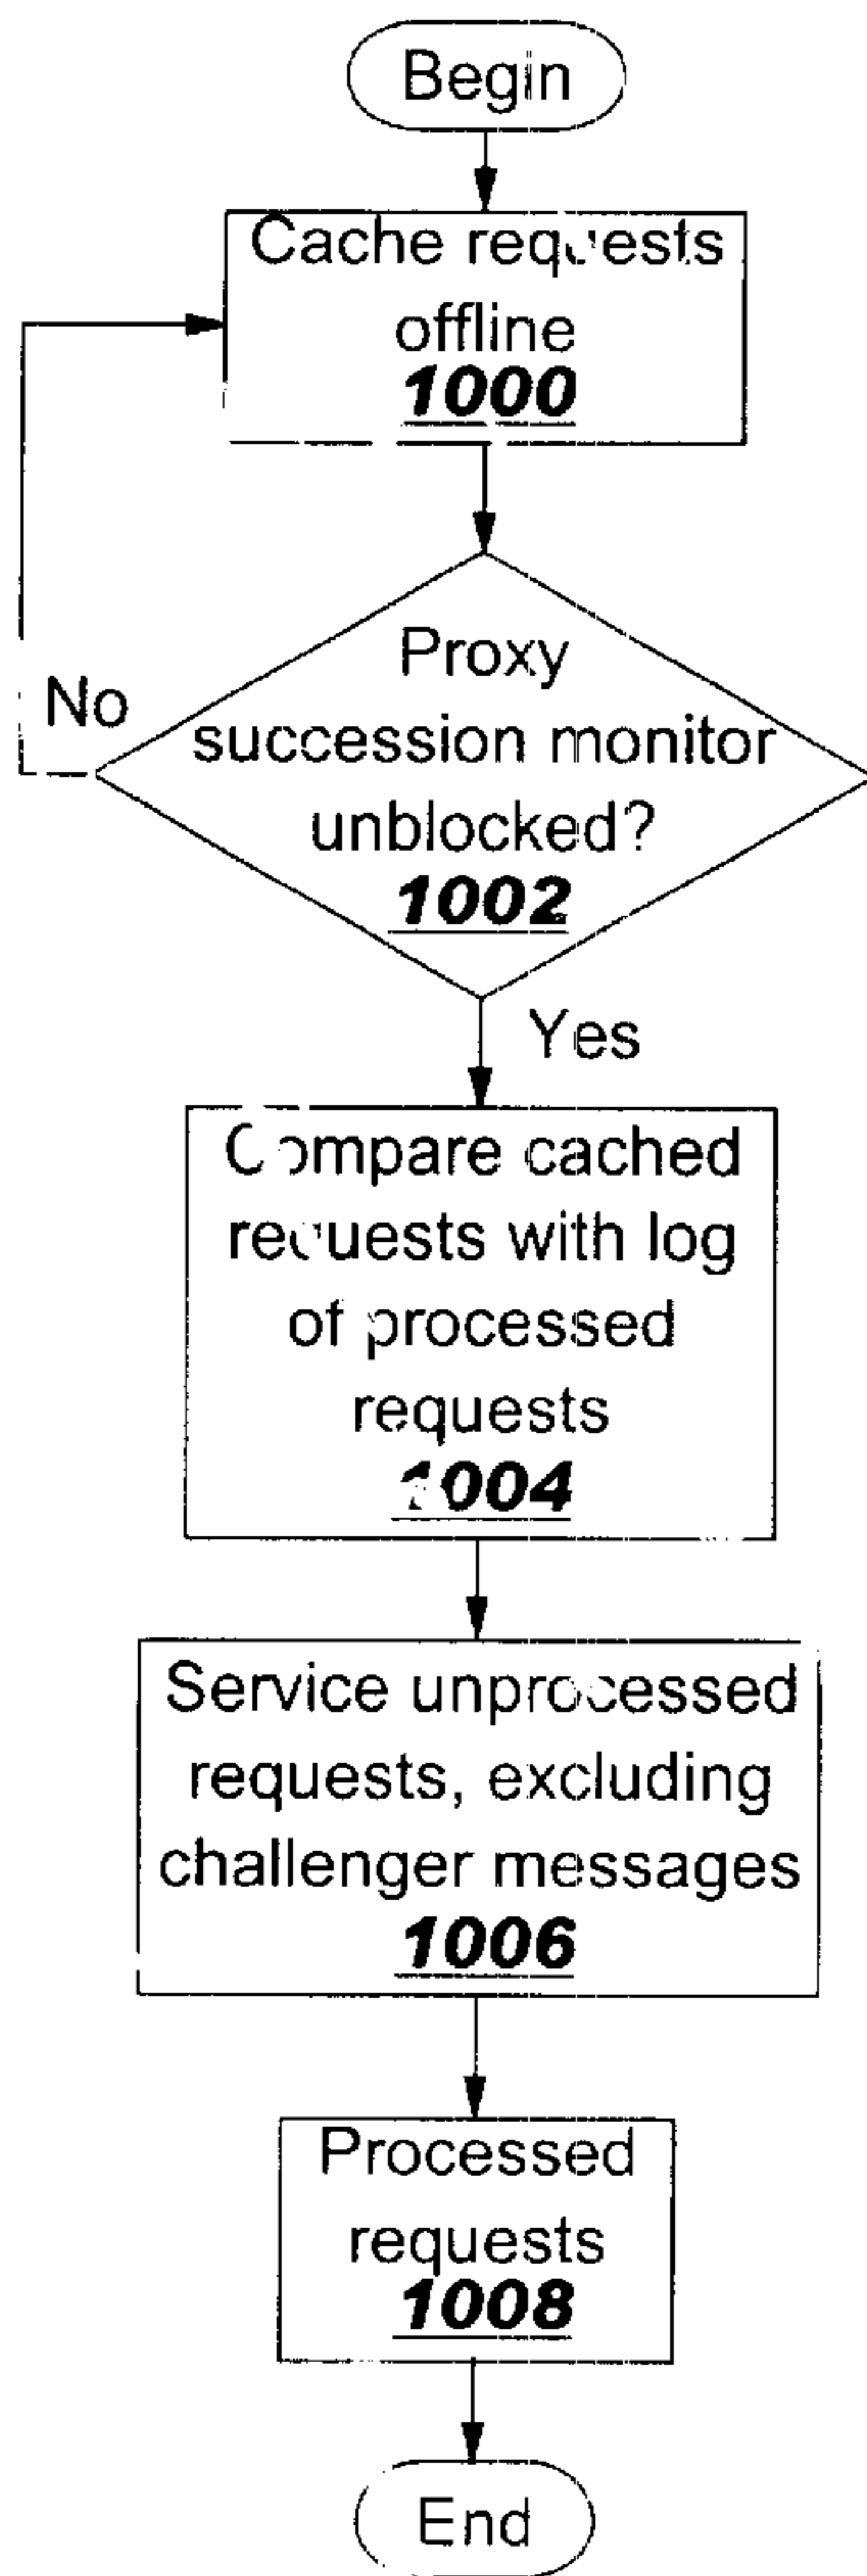 Begin
Cache requests
offline
1000
Proxy
succession monitor
unblocked?
1002
No
Yes
Compare cached
requests with log
of processed
requests
1004
Service unprocessed
requests, excluding
challenger messages
1006
Processed
requests
1008
End